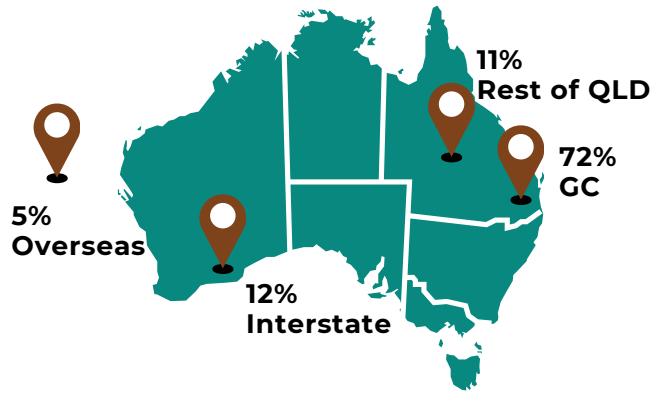 11%
Rest of QLD
72%
GC
5%
Overseas
12%
Interstate